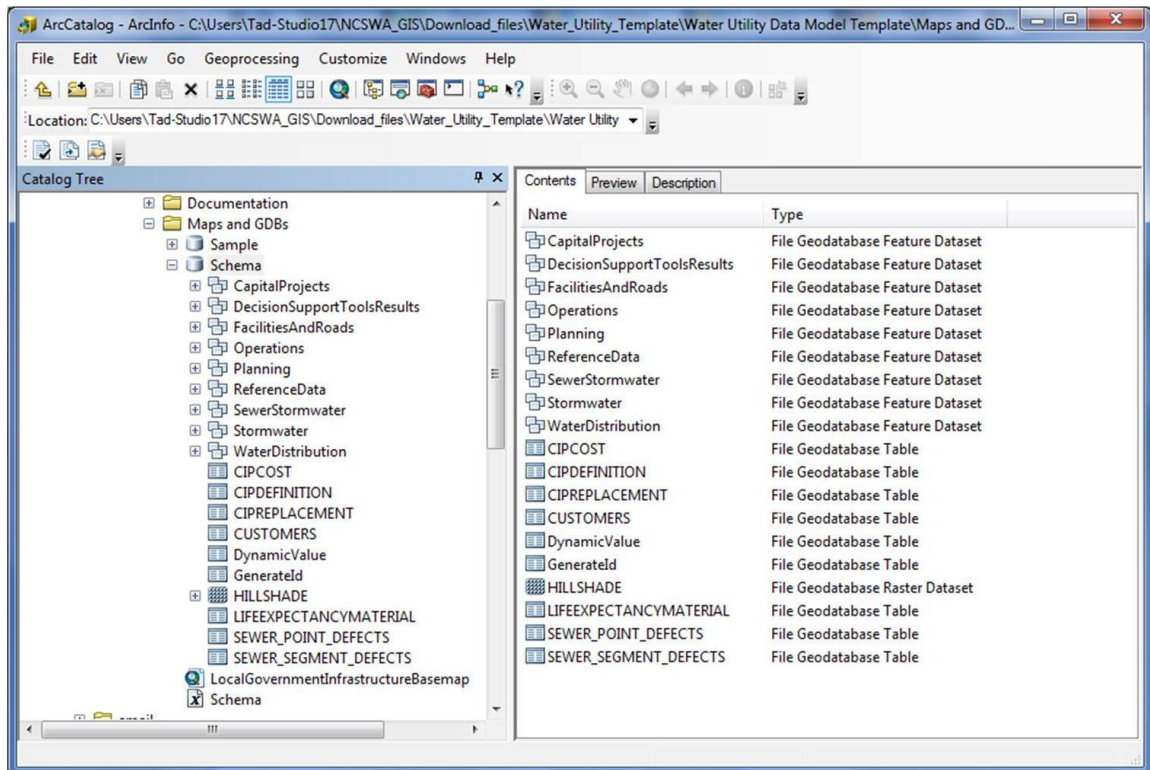 ArcCatalog - ArcInfo - C:\Users\Tad-Studio17\NCSWA_GIS\Download_files\Water_Utility_Template\Water Utility Data Model Template\Maps and GD...
File Edit View Go Geoprocessing Customize Windows Help
Location: C:\Users\Tad-Studio17\NCSWA_GIS\Download_files\Water_Utility_Template\Water Utility
Catalog Tree
Documentation
Maps and GDBs
Sample
Schema
CapitalProjects
DecisionSupportToolsResults
FacilitiesAndRoads
Operations
Planning
ReferenceData
SewerStormwater
Stormwater
WaterDistribution
CIPCOST
CIPDEFINITION
CIPREPLACEMENT
CUSTOMERS
DynamicValue
GenerateId
HILLSHADE
LIFEEXPECTANCYMATERIAL
SEWER_POINT_DEFECTS
SEWER_SEGMENT_DEFECTS
LocalGovernmentInfrastructureBasemap
Schema
Contents Preview Description
Name Type
CapitalProjects File Geodatabase Feature Dataset
DecisionSupportToolsResults File Geodatabase Feature Dataset
FacilitiesAndRoads File Geodatabase Feature Dataset
Operations File Geodatabase Feature Dataset
Planning File Geodatabase Feature Dataset
ReferenceData File Geodatabase Feature Dataset
SewerStormwater File Geodatabase Feature Dataset
Stormwater File Geodatabase Feature Dataset
WaterDistribution File Geodatabase Feature Dataset
CIPCOST File Geodatabase Table
CIPDEFINITION File Geodatabase Table
CIPREPLACEMENT File Geodatabase Table
CUSTOMERS File Geodatabase Table
DynamicValue File Geodatabase Table
GenerateId File Geodatabase Table
HILLSHADE File Geodatabase Raster Dataset
LIFEEXPECTANCYMATERIAL File Geodatabase Table
SEWER_POINT_DEFECTS File Geodatabase Table
SEWER_SEGMENT_DEFECTS File Geodatabase Table